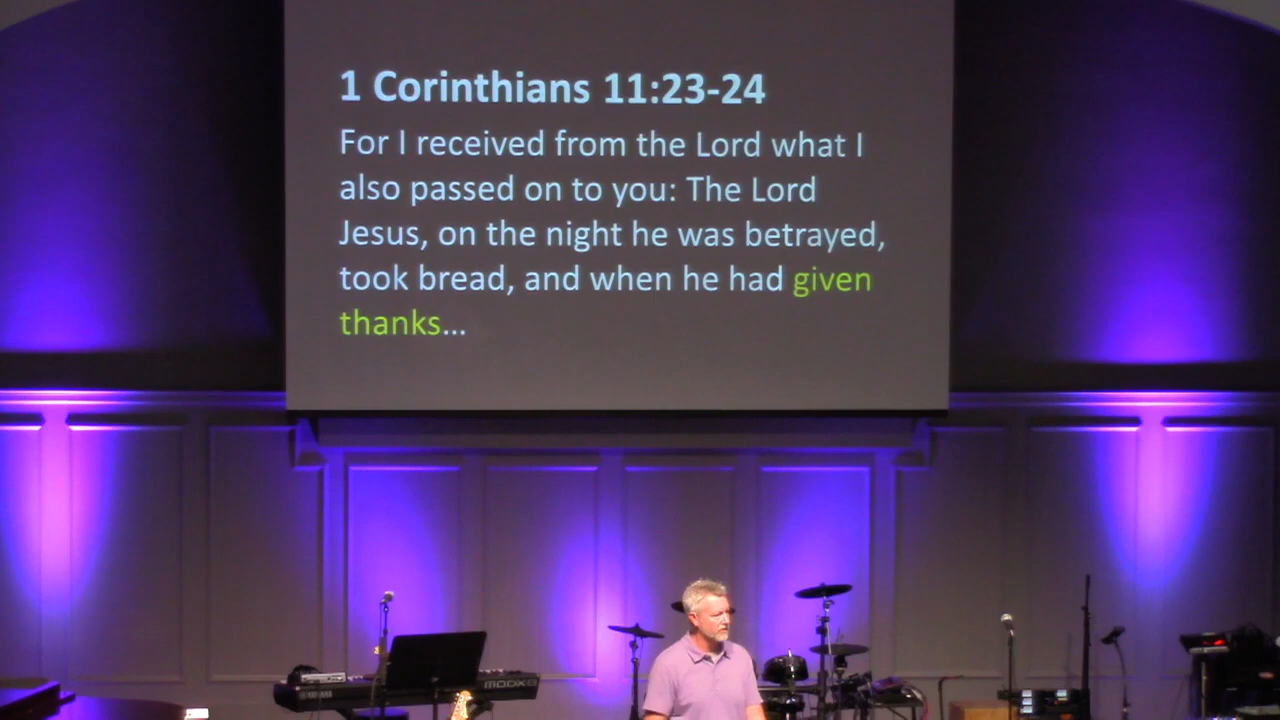 1 Corinthians 11:23-24
For I received from the Lord what I
also passed on to you: The Lord
Jesus, on the night he was betrayed,
took bread, and when he had given
thanks...
MODX8